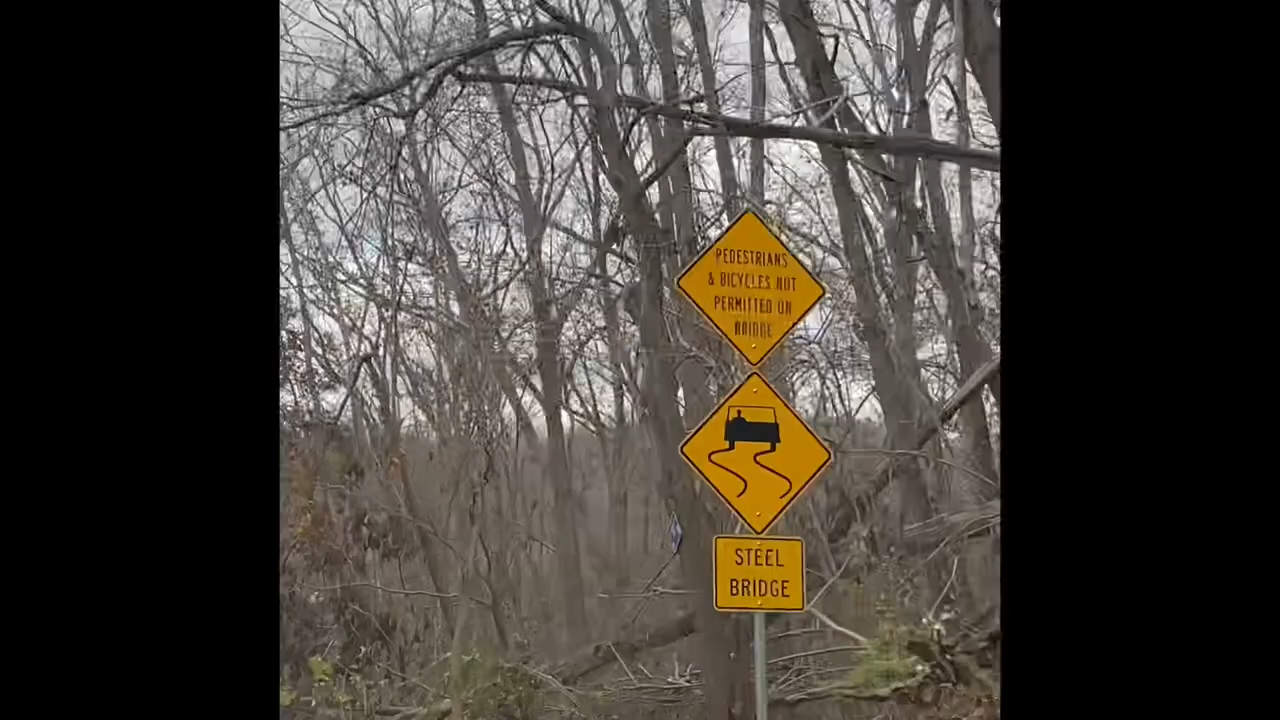 PEDESTRIANS
& BICYCLES NOT
PERMITTED ON
BRIDGE
STEEL
BRIDGE